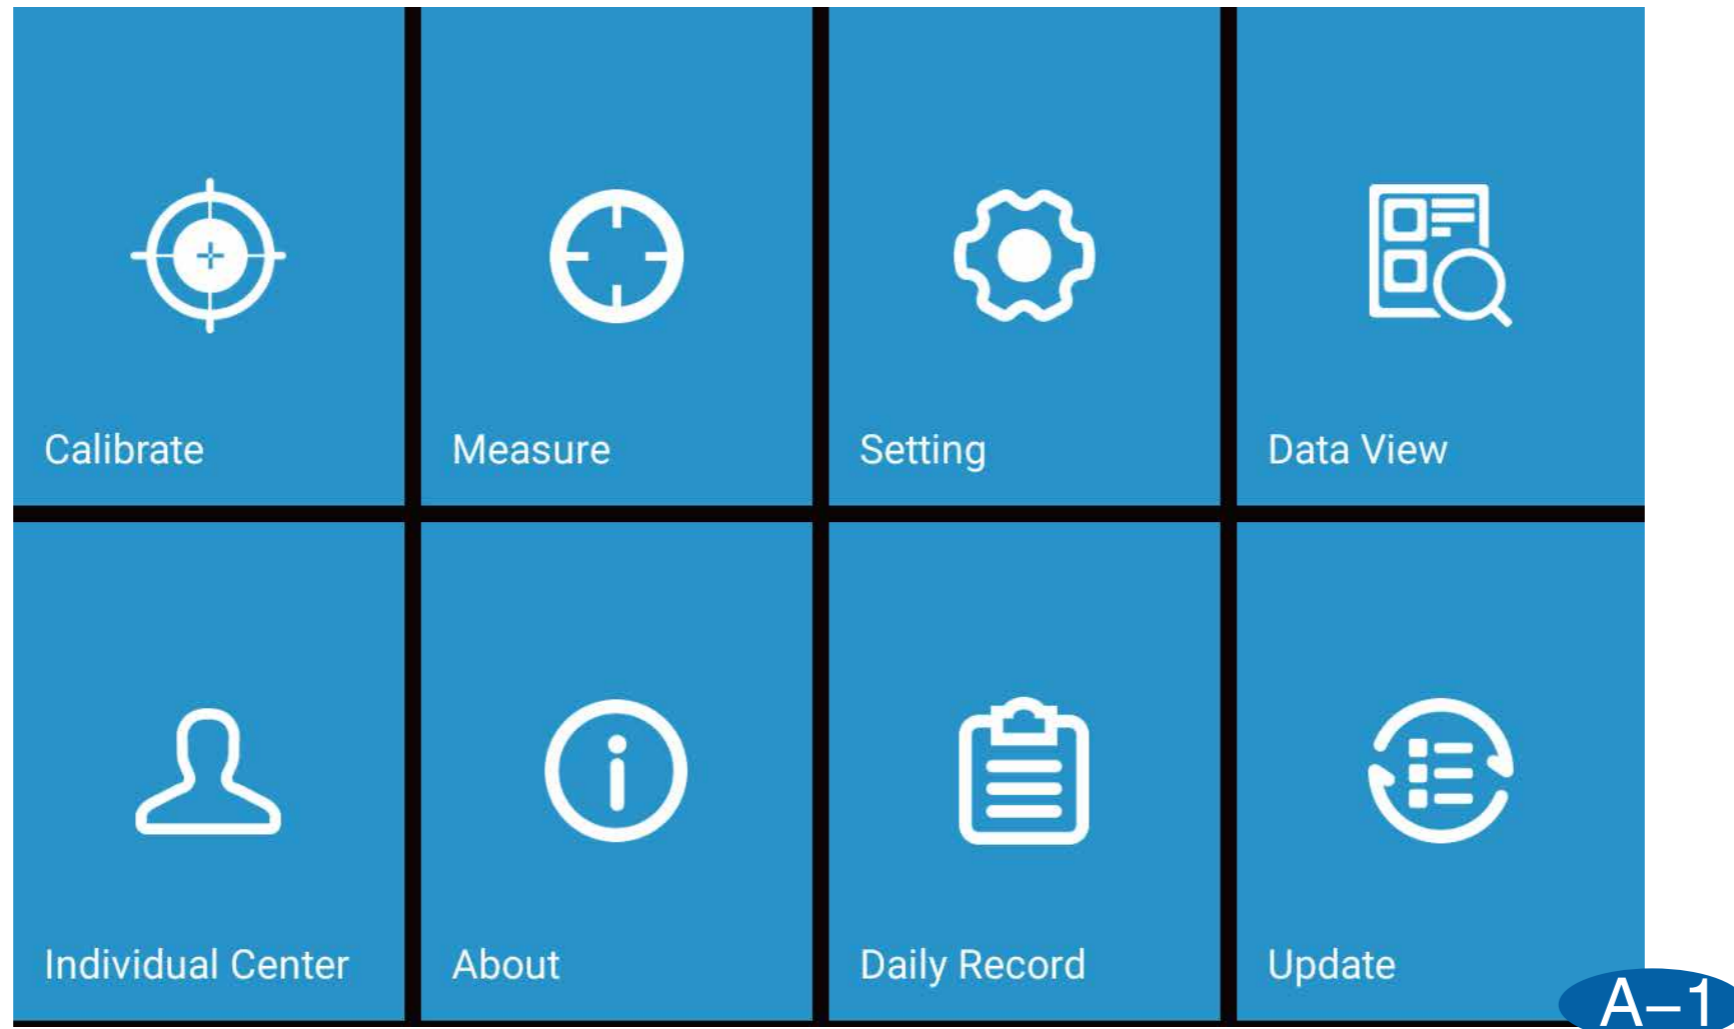 Calibrate
Measure
Setting
Data View
Individual Center
About
Daily Record
Update
A–1